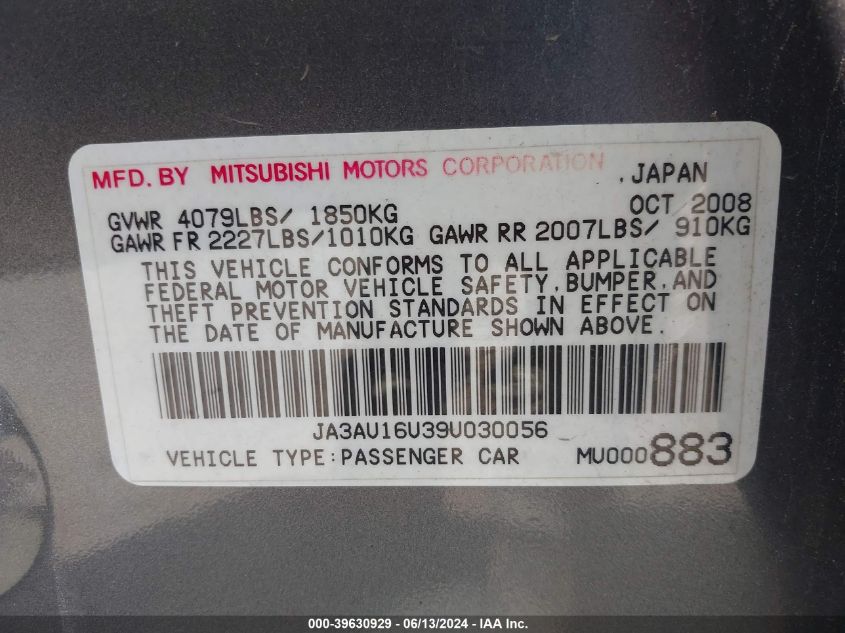 MFD. BY MITSUBISHI MOTORS CORPORATION , JAPAN
GVWR 4079LBS/ 1850KG OCT 2008
GAWR FR 2227LBS/1010KG GAWR RR 2007LBS/ 910KG
THIS VEHICLE CONFORMS TO ALL APPLICABLE
FEDERAL MOTOR VEHICLE SAFETY,BUMPER,AND
THEFT PREVENTION STANDARDS IN EFFECT ON
THE DATE OF MANUFACTURE SHOWN ABOVE.
JA3AU16U39U030056
VEHICLE TYPE:PASSENGER CAR MU000883
000-39630929 - 06/13/2024 - IAA Inc.